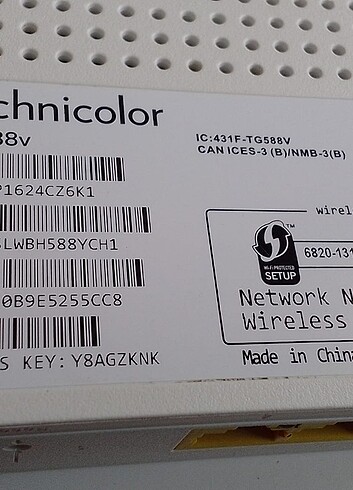 chnicolor
88v
IC:431F-TG588V
CAN ICES-3 (B)/NMB-3(B)
P1624CZ6K1
LWBH588YCH1
0B9E5255CC8
S KEY: Y8AGZKNK
wirel
6820-131
WI-FI PROTECTED
SETUP
Network N
Wireless
Made in China